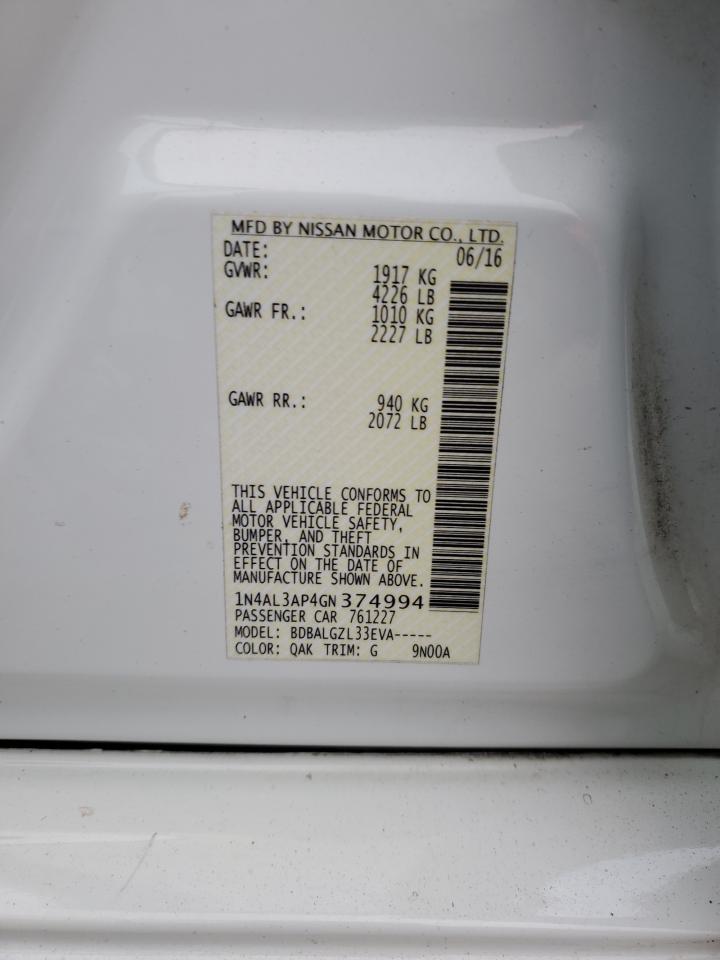 MFD BY NISSAN MOTOR CO., LTD.
DATE: 06/16
GVWR: 1917 KG
4226 LB
GAWR FR.: 1010 KG
2227 LB
GAWR RR.: 940 KG
2072 LB
THIS VEHICLE CONFORMS TO
ALL APPLICABLE FEDERAL
MOTOR VEHICLE SAFETY,
BUMPER, AND THEFT
PREVENTION STANDARDS IN
EFFECT ON THE DATE OF
MANUFACTURE SHOWN ABOVE.
1N4AL3AP4GN374994
PASSENGER CAR 761227
MODEL: BDBALGZL33EVA-----
COLOR: QAK TRIM: G 9N00A